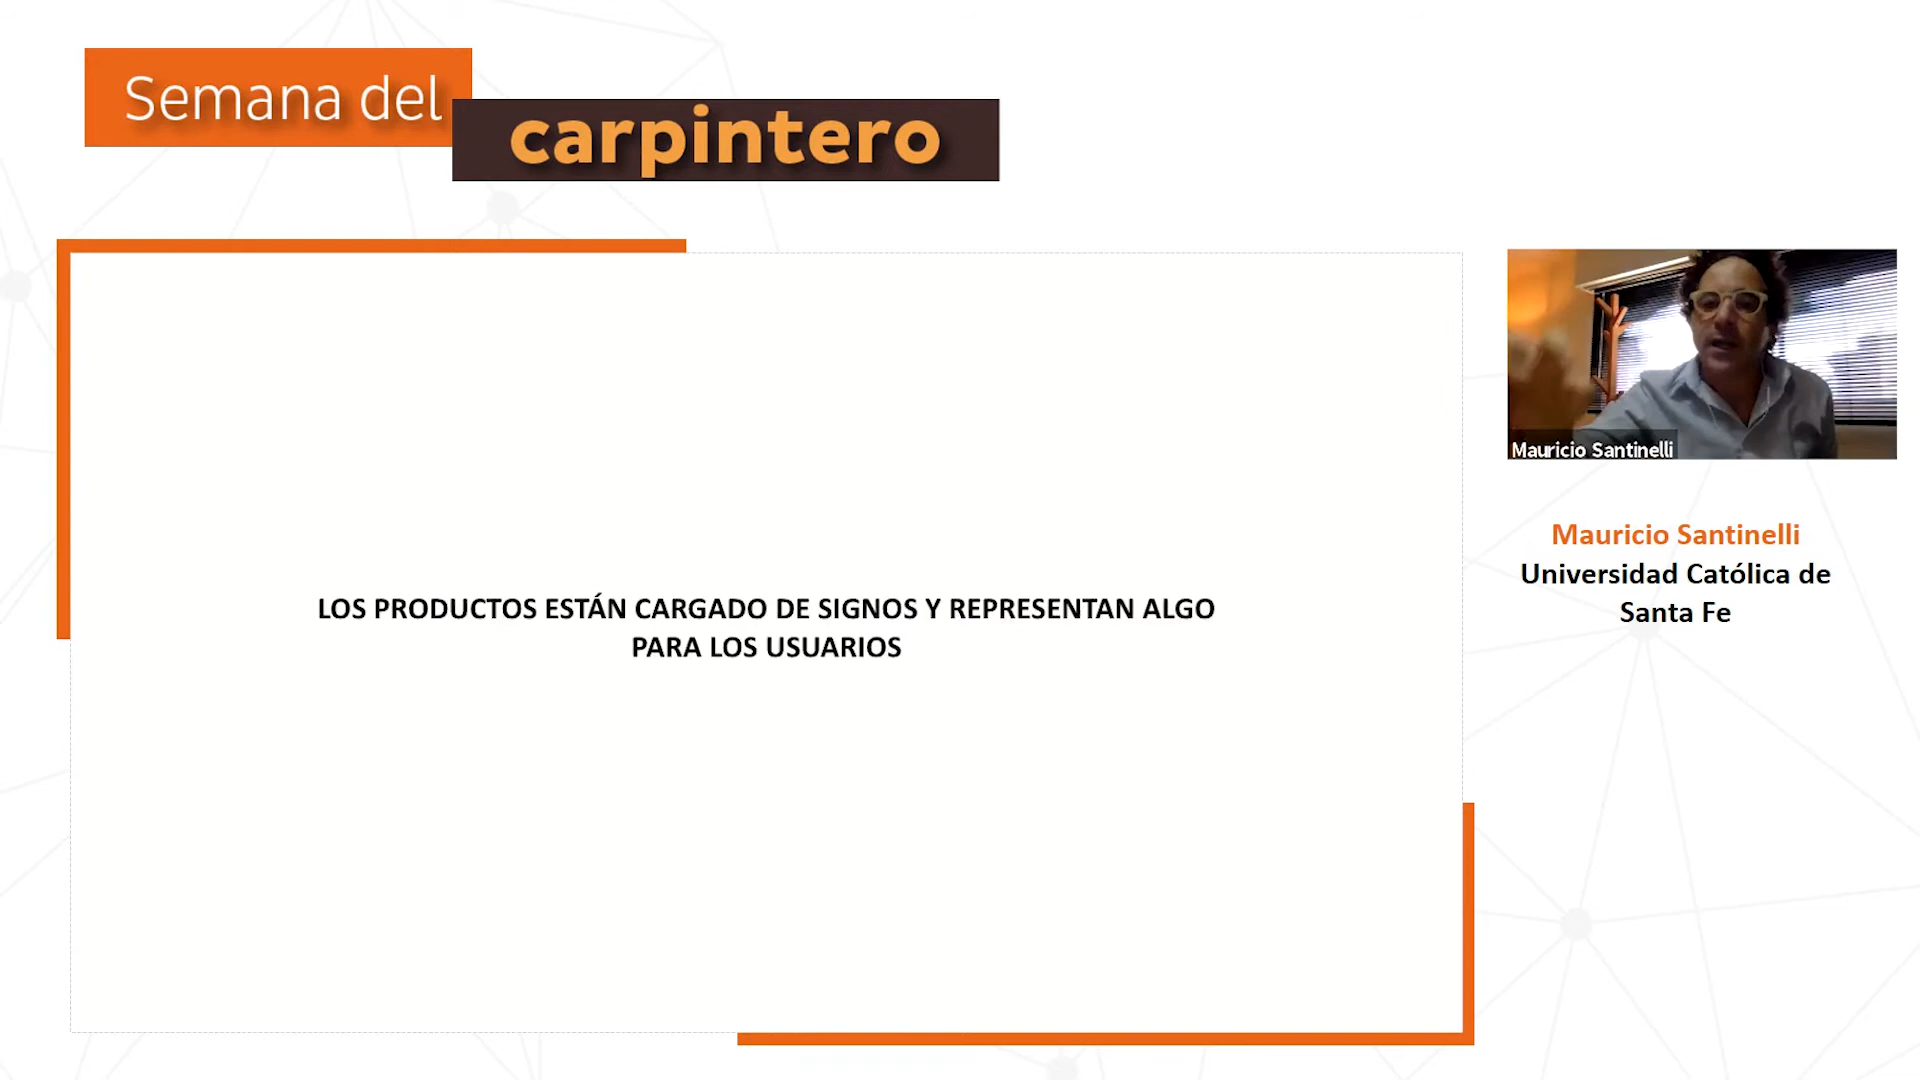 Semana del
carpintero
LOS PRODUCTOS ESTÁN CARGADO DE SIGNOS Y REPRESENTAN ALGO
PARA LOS USUARIOS
Mauricio Santinelli
Mauricio Santinelli
Universidad Católica de
Santa Fe